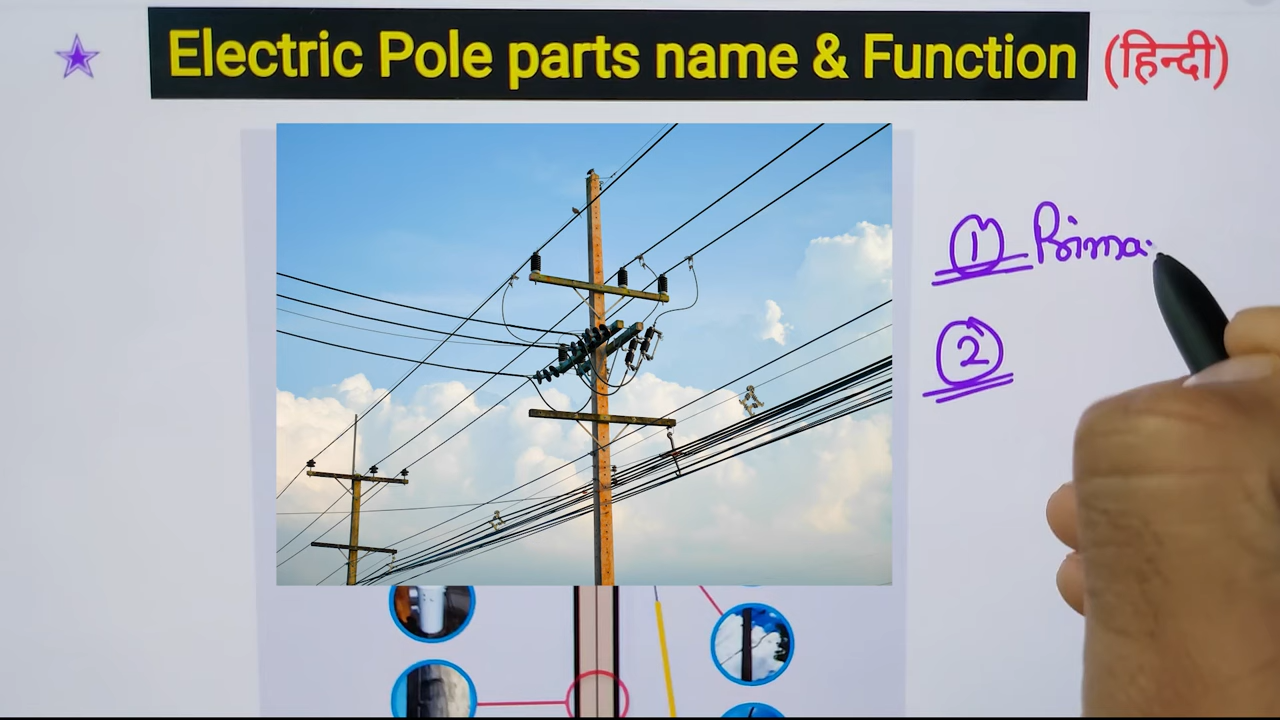 Electric Pole parts name & Function (हिन्दी)
① Prima
②